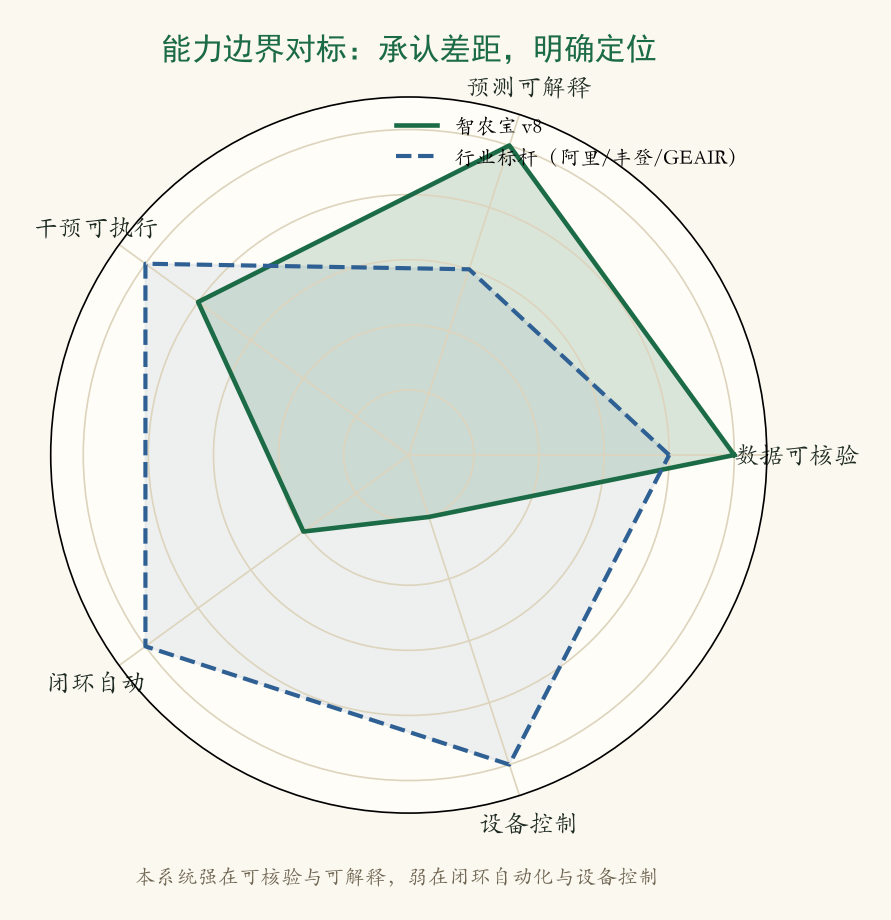 能力边界对标：承认差距，明确定位
预测可解释
智农宝 v8
行业标杆（阿里/丰登/GEAIR）
干预可执行
数据可核验
闭环自动
设备控制
本系统强在可核验与可解释，弱在闭环自动化与设备控制